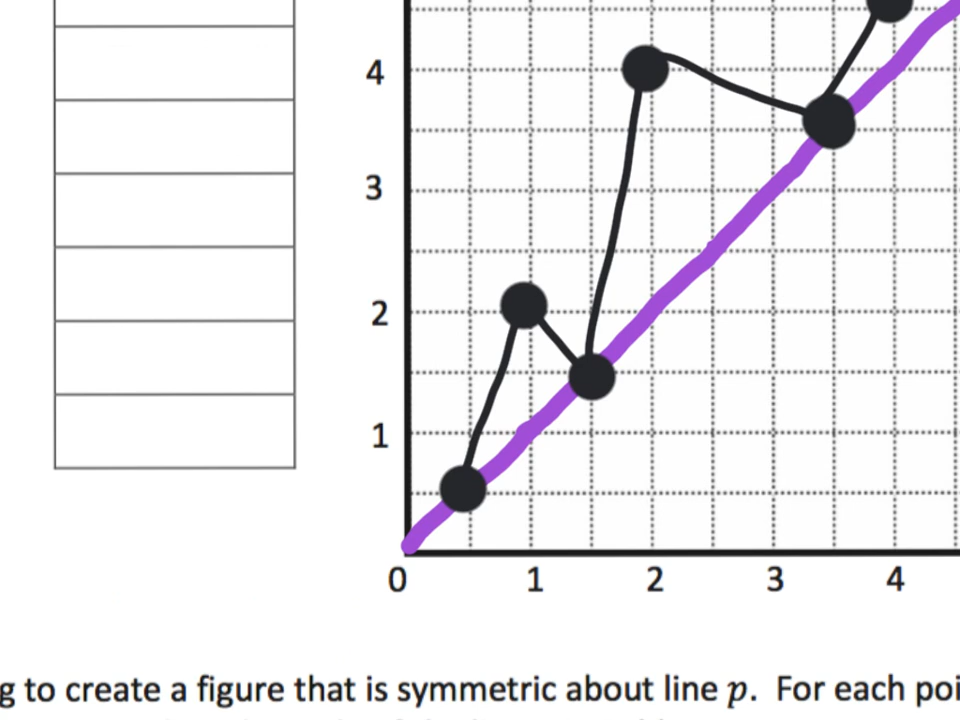 4
3
2
1
0 1 2 3 4
g to create a figure that is symmetric about line p. For each poi